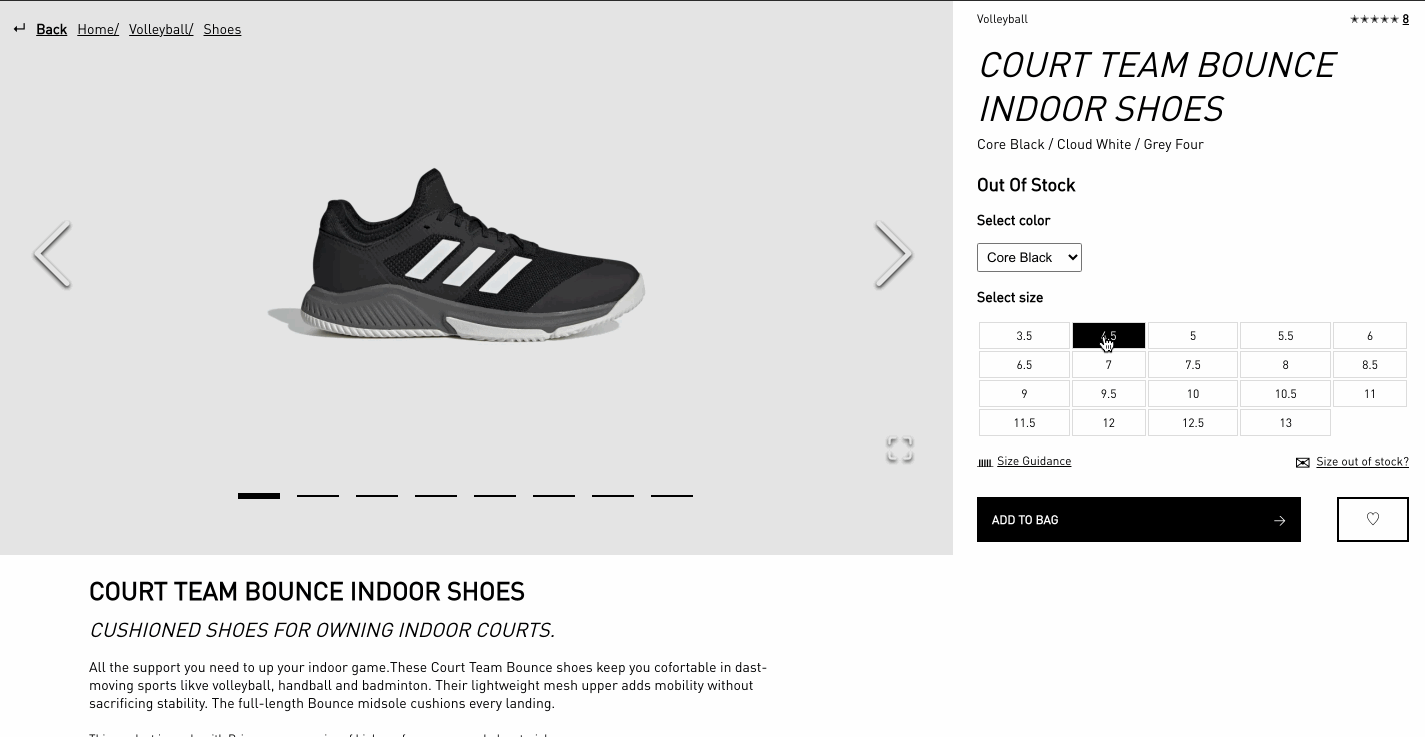 Back Home/ Volleyball/ Shoes
Volleyball
8
COURT TEAM BOUNCE
INDOOR SHOES
Core Black / Cloud White / Grey Four
Out Of Stock
Select color
Core Black
Select size
3.5 4.5 5 5.5 6
6.5 7 7.5 8 8.5
9 9.5 10 10.5 11
11.5 12 12.5 13
Size Guidance Size out of stock?
ADD TO BAG
COURT TEAM BOUNCE INDOOR SHOES
CUSHIONED SHOES FOR OWNING INDOOR COURTS.
All the support you need to up your indoor game.These Court Team Bounce shoes keep you cofortable in dast-
moving sports likve volleyball, handball and badminton. Their lightweight mesh upper adds mobility without
sacrificing stability. The full-length Bounce midsole cushions every landing.